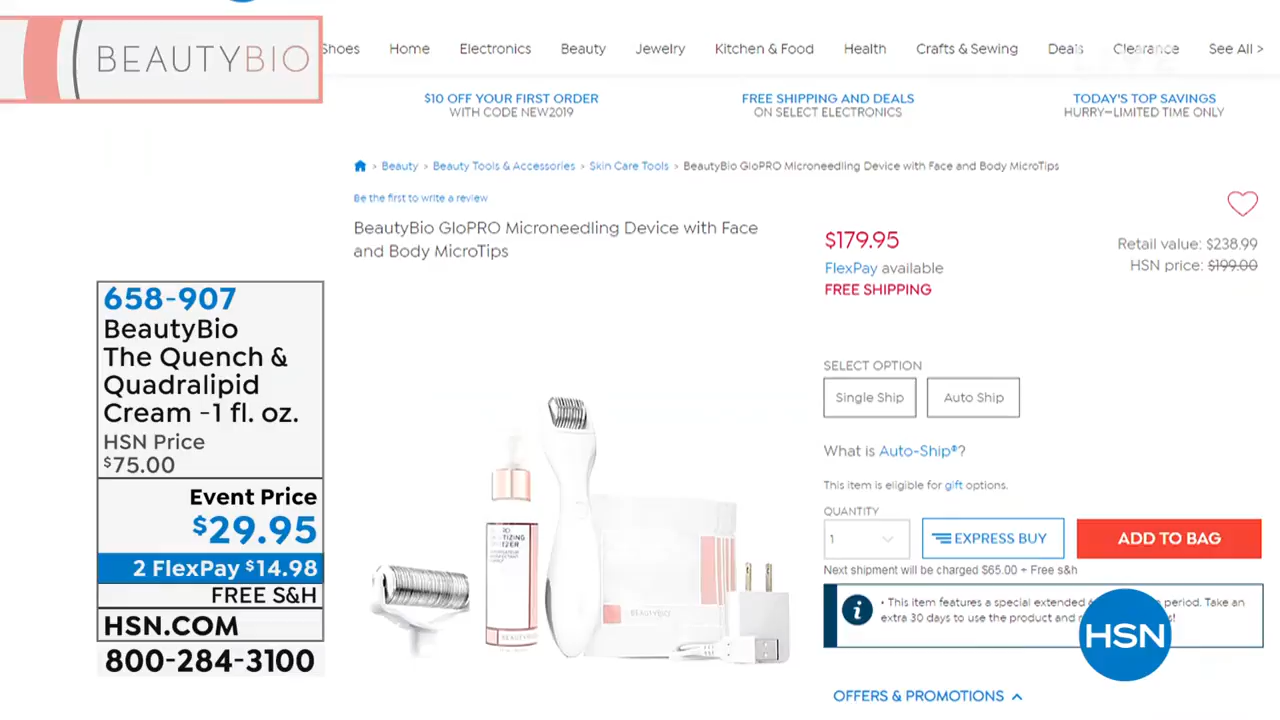 BEAUTYBIO
Shoes Home Electronics Beauty Jewelry Kitchen & Food Health Crafts & Sewing Deals Clearance See All >
$10 OFF YOUR FIRST ORDER
WITH CODE NEW2019
FREE SHIPPING AND DEALS
ON SELECT ELECTRONICS
TODAY'S TOP SAVINGS
HURRY—LIMITED TIME ONLY
LIVE
> Beauty > Beauty Tools & Accessories > Skin Care Tools > BeautyBio GloPRO Microneedling Device with Face and Body MicroTips
Be the first to write a review
BeautyBio GloPRO Microneedling Device with Face
and Body MicroTips
$179.95
FlexPay available
FREE SHIPPING
Retail value: $238.99
HSN price: $199.00
SELECT OPTION
Single Ship
Auto Ship
What is Auto-Ship®?
This item is eligible for gift options.
QUANTITY
1
EXPRESS BUY
ADD TO BAG
Next shipment will be charged $65.00 + Free s&h
• This item features a special extended period. Take an
extra 30 days to use the product and
HSN
OFFERS & PROMOTIONS
658-907
BeautyBio
The Quench &
Quadralipid
Cream -1 fl. oz.
HSN Price
$75.00
Event Price
$29.95
2 FlexPay $14.98
FREE S&H
HSN.COM
800-284-3100
BEAUTYBIO
BEAUTYBIO